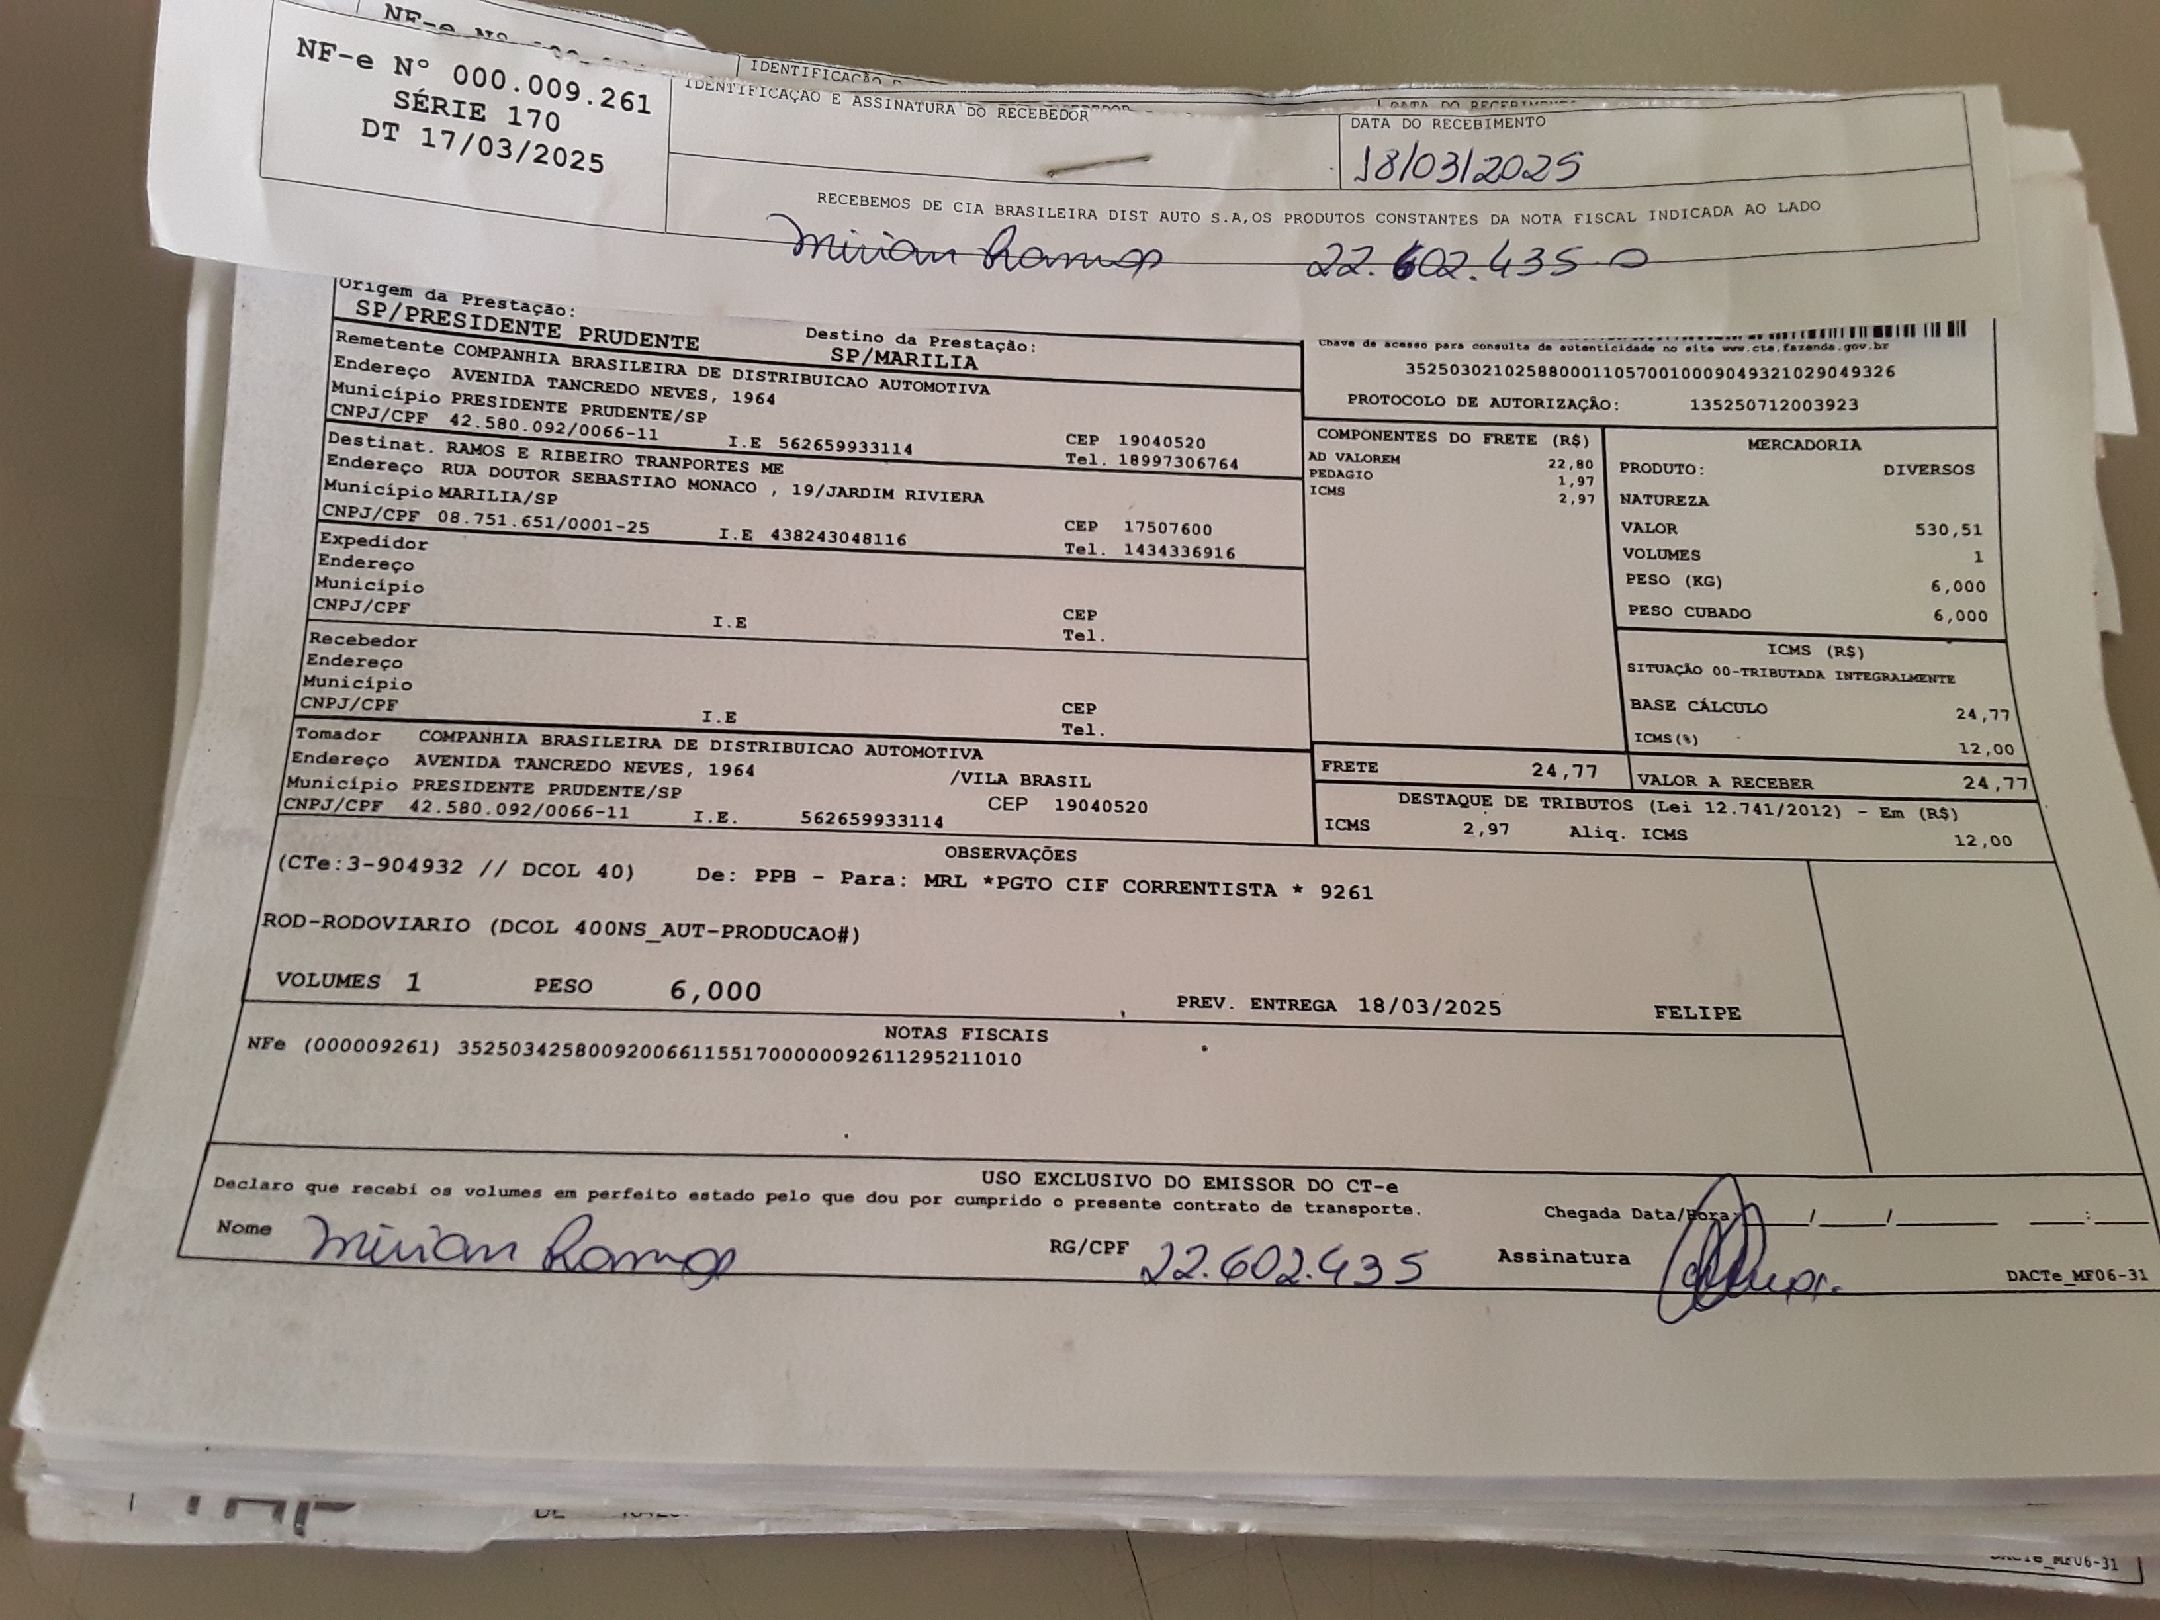 NF-e Nº
IDENTIFICAÇÃO
NF-e Nº 000.009.261
SÉRIE 170
DT 17/03/2025
IDENTIFICAÇÃO E ASSINATURA DO RECEBEDOR
DATA DO RECEBIMENTO
18/03/2025
RECEBEMOS DE CIA BRASILEIRA DIST AUTO S.A,OS PRODUTOS CONSTANTES DA NOTA FISCAL INDICADA AO LADO
Mirian Ramos 22.602.435-0
Origem da Prestação:
SP/PRESIDENTE PRUDENTE
Destino da Prestação:
SP/MARILIA
Remetente COMPANHIA BRASILEIRA DE DISTRIBUICAO AUTOMOTIVA
Endereço AVENIDA TANCREDO NEVES, 1964
Município PRESIDENTE PRUDENTE/SP
CEP 19040520
CNPJ/CPF 42.580.092/0066-11 I.E 562659933114 Tel. 18997306764
Destinat. RAMOS E RIBEIRO TRANPORTES ME
Endereço RUA DOUTOR SEBASTIAO MONACO , 19/JARDIM RIVIERA
Município MARILIA/SP
CEP 17507600
CNPJ/CPF 08.751.651/0001-25 I.E 438243048116 Tel. 1434336916
Expedidor
Endereço
Município
CEP
CNPJ/CPF I.E Tel.
Recebedor
Endereço
Município
CEP
CNPJ/CPF I.E Tel.
Tomador COMPANHIA BRASILEIRA DE DISTRIBUICAO AUTOMOTIVA
Endereço AVENIDA TANCREDO NEVES, 1964 /VILA BRASIL
Município PRESIDENTE PRUDENTE/SP CEP 19040520
CNPJ/CPF 42.580.092/0066-11 I.E. 562659933114
Chave de acesso para consulta de autenticidade no site www.cte.fazenda.gov.br
35250302102588000110570010009049321029049326
PROTOCOLO DE AUTORIZAÇÃO: 135250712003923
COMPONENTES DO FRETE (R$)
AD VALOREM 22,80
PEDAGIO 1,97
ICMS 2,97
MERCADORIA
PRODUTO: DIVERSOS
NATUREZA
VALOR 530,51
VOLUMES 1
PESO (KG) 6,000
PESO CUBADO 6,000
ICMS (R$)
SITUAÇÃO 00-TRIBUTADA INTEGRALMENTE
BASE CÁLCULO 24,77
ICMS(%) 12,00
FRETE 24,77 VALOR A RECEBER 24,77
DESTAQUE DE TRIBUTOS (Lei 12.741/2012) - Em (R$)
ICMS 2,97 Aliq. ICMS 12,00
OBSERVAÇÕES
(CTe:3-904932 // DCOL 40) De: PPB - Para: MRL *PGTO CIF CORRENTISTA * 9261
ROD-RODOVIARIO (DCOL 400NS_AUT-PRODUCAO#)
VOLUMES 1 PESO 6,000 PREV. ENTREGA 18/03/2025 FELIPE
NOTAS FISCAIS
NFe (000009261) 35250342580092006611551700000092611295211010
USO EXCLUSIVO DO EMISSOR DO CT-e
Declaro que recebi os volumes em perfeito estado pelo que dou por cumprido o presente contrato de transporte.
Chegada Data/Hora: / / :
Nome Mirian Ramos RG/CPF 22.602.435 Assinatura
DACTe_MF06-31
DACTe_MF06-31